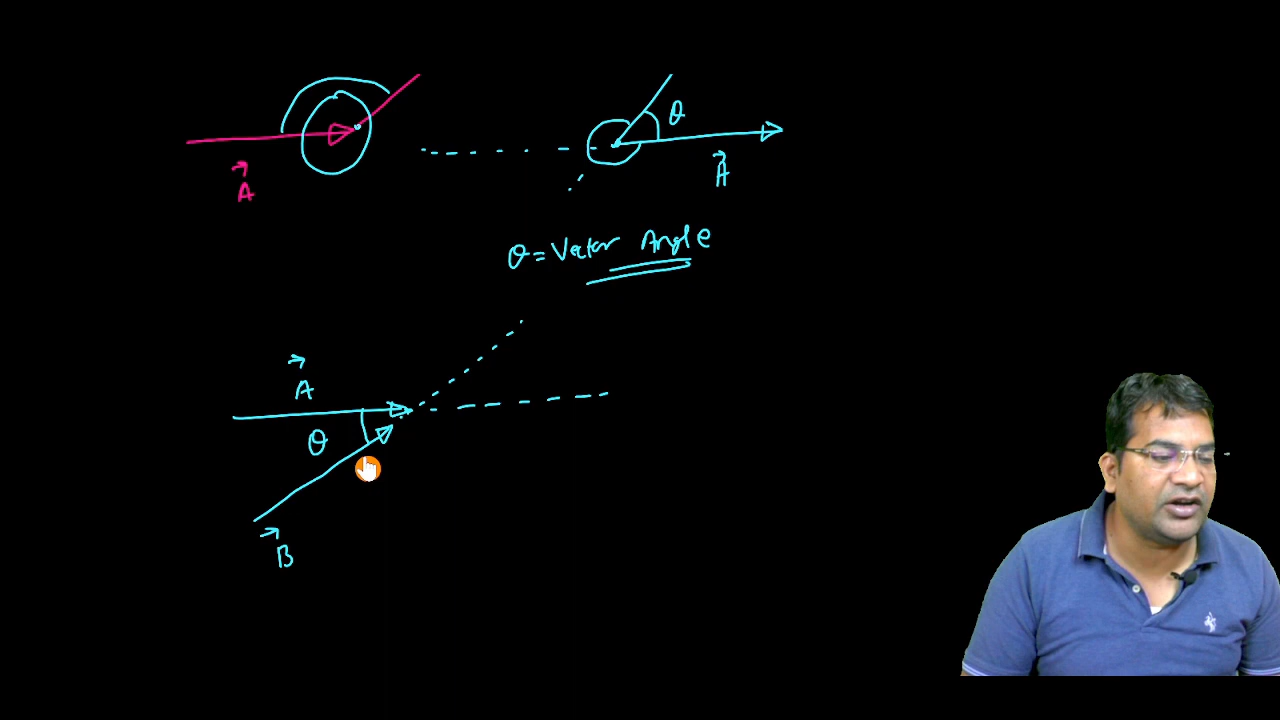 θ
A⃗
A⃗
θ = Vector Angle
A⃗
θ
B⃗